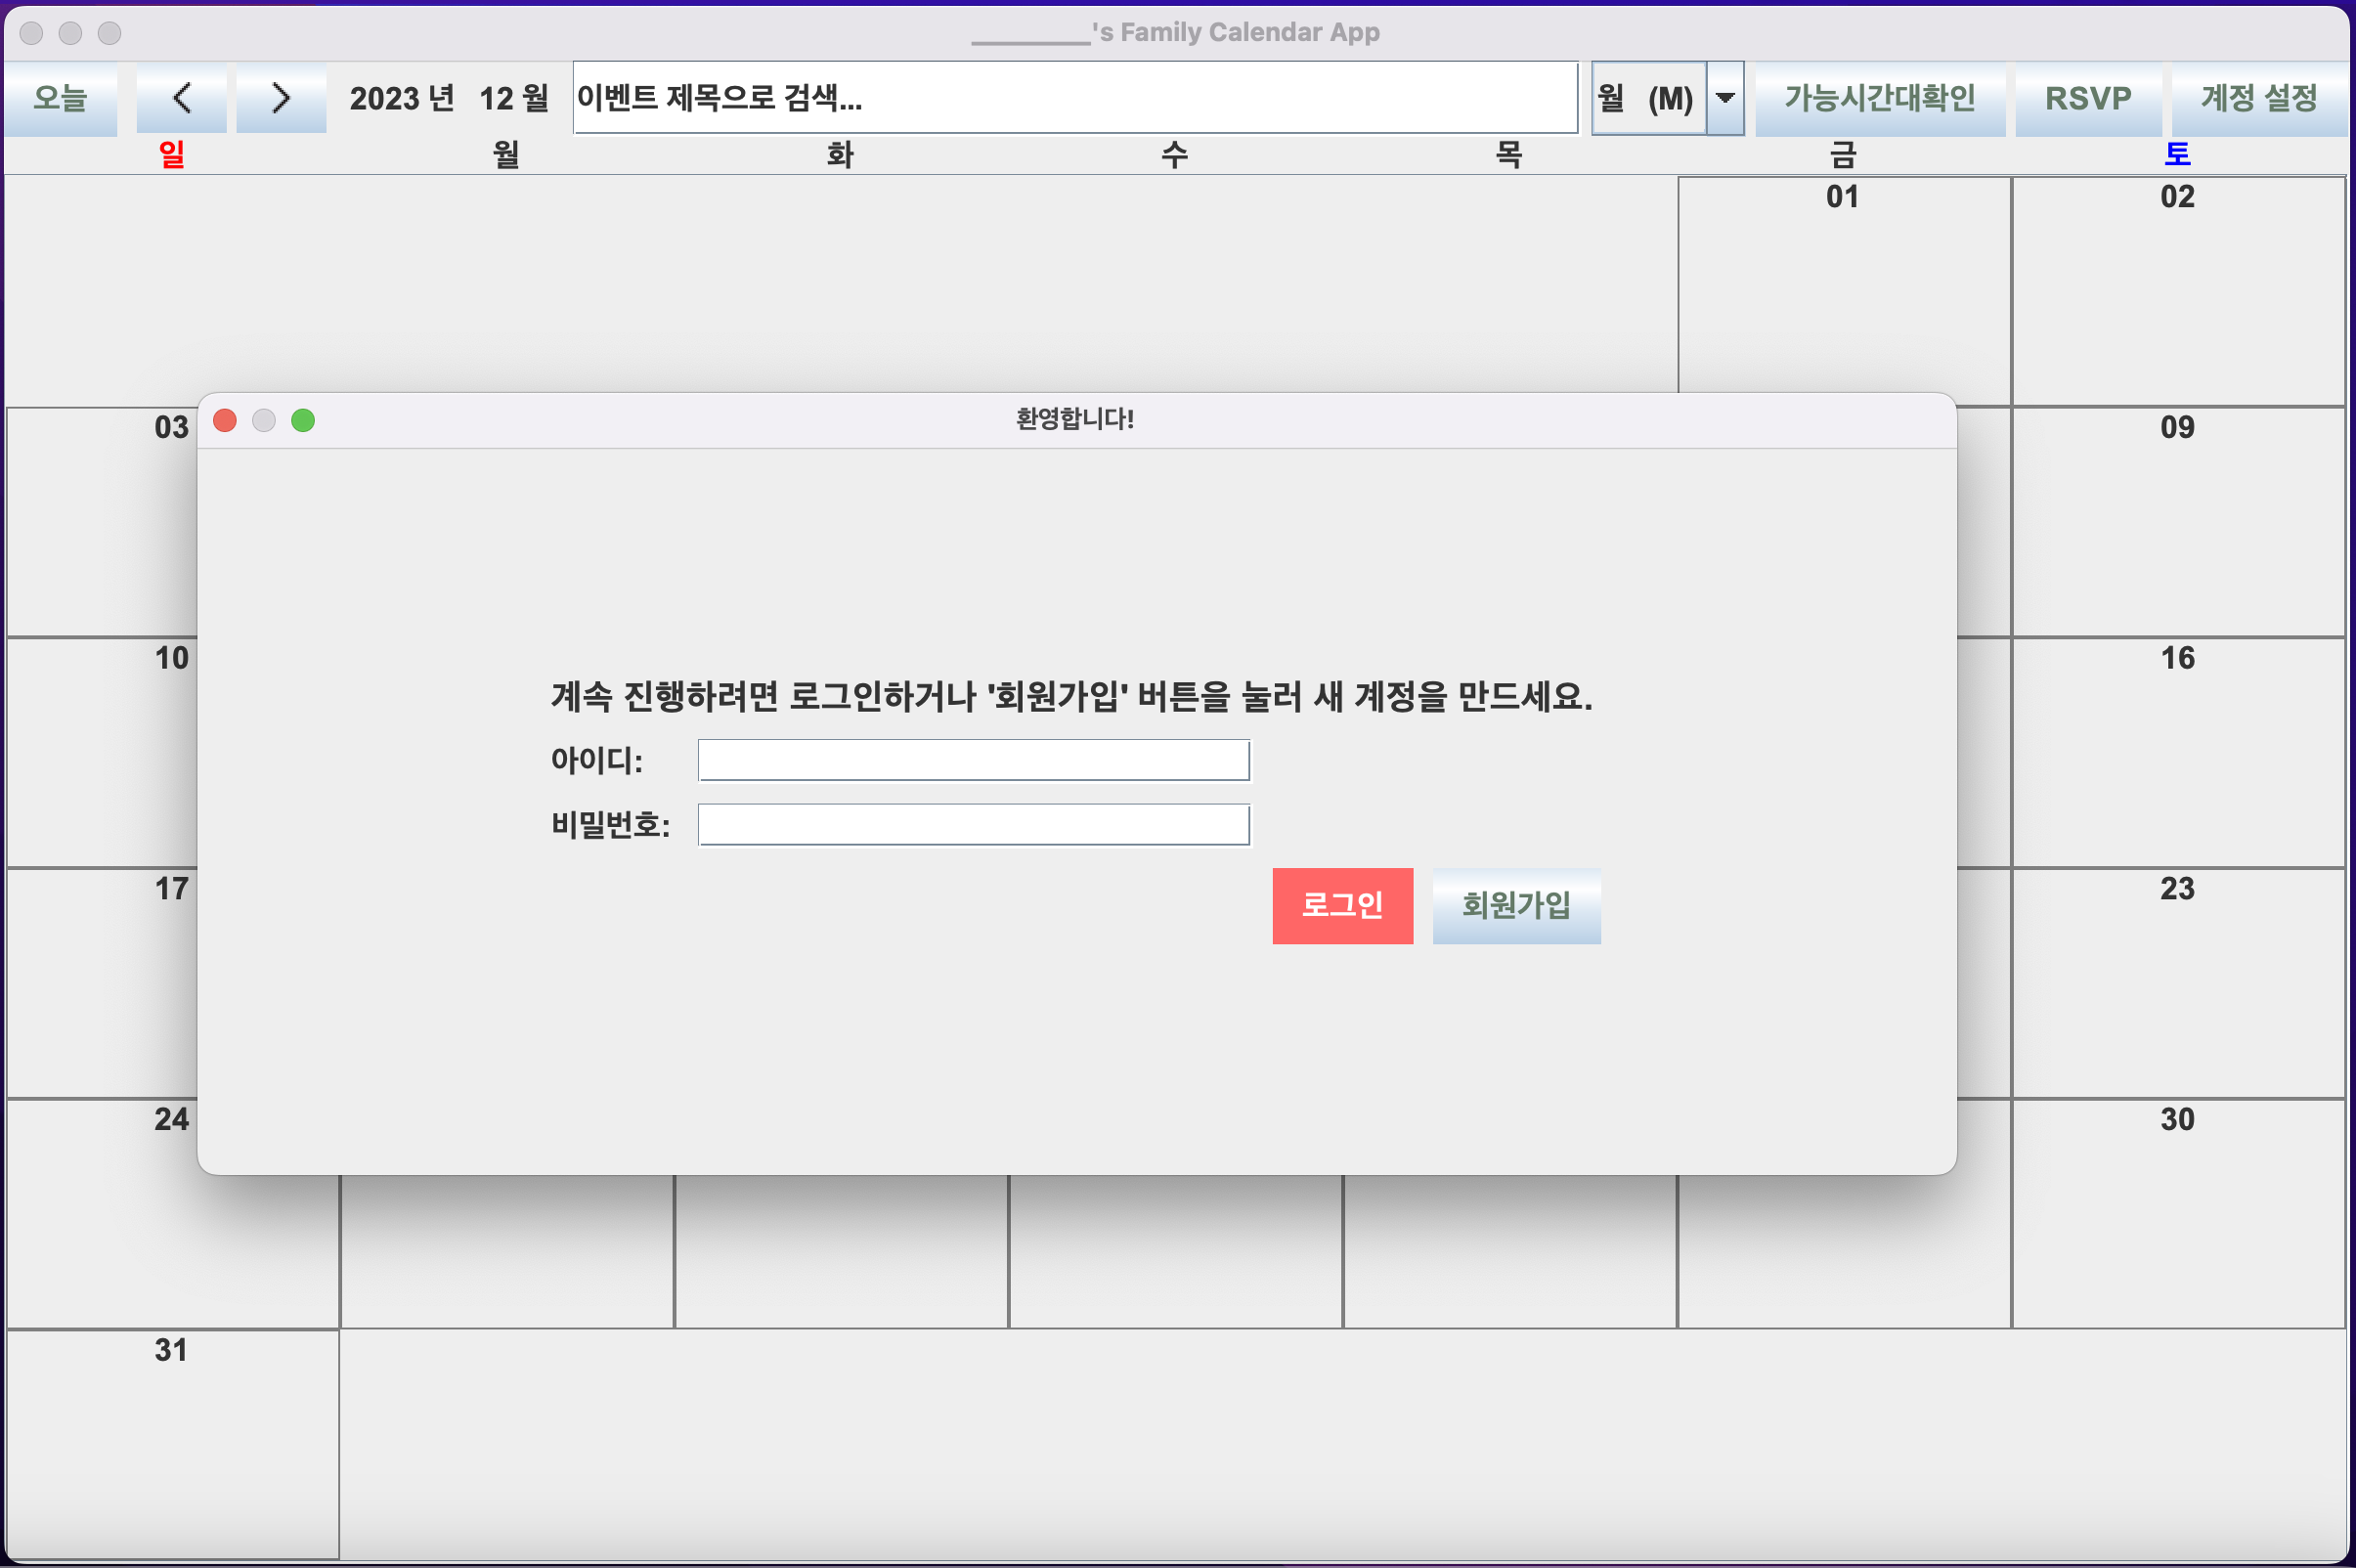 _________'s Family Calendar App
오늘 < > 2023 년 12 월 이벤트 제목으로 검색... 월 (M) 가능시간대확인 RSVP 계정 설정
일 월 화 수 목 금 토
01 02
03 09
환영합니다!
10 16
계속 진행하려면 로그인하거나 '회원가입' 버튼을 눌러 새 계정을 만드세요.
아이디:
비밀번호:
17 23
로그인 회원가입
24 30
31